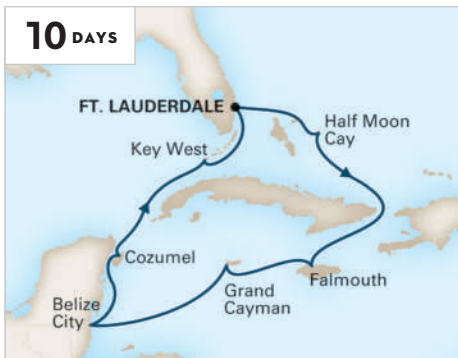 10 DAYS
FT. LAUDERDALE
Half Moon
Cay
Key West
Cozumel
Falmouth
Grand
Cayman
Belize
City